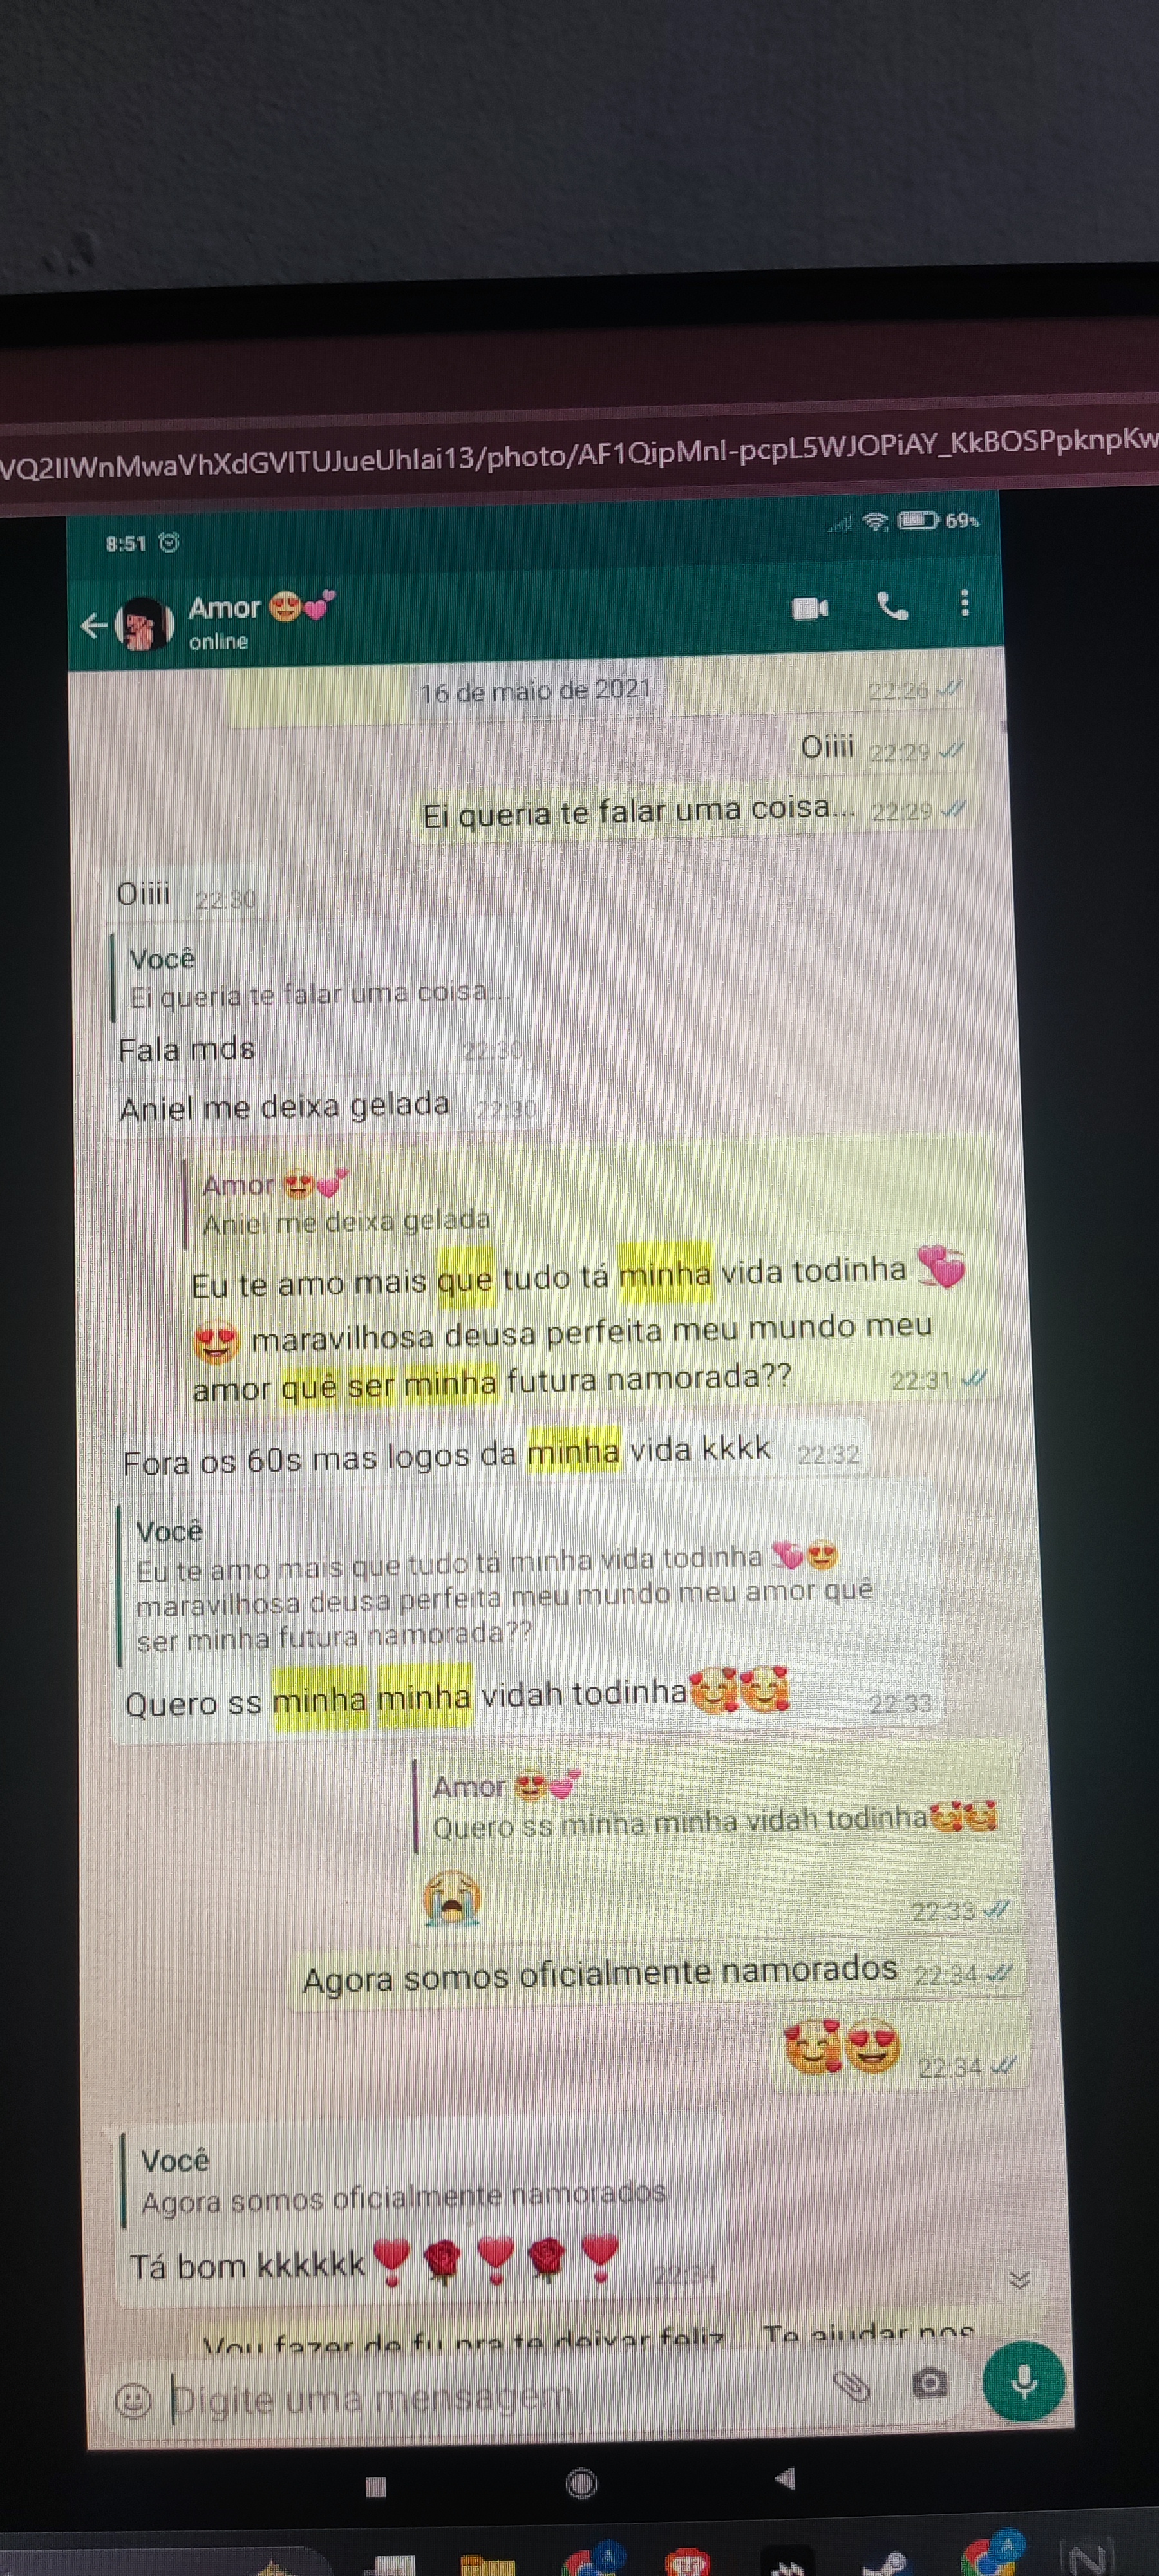 VQ2IIWnMwaVhXdGVITUJueUhIai13/photo/AF1QipMnl-pcpL5WJOPiAY_KkBOSPpknpKw
8:51 69%
Amor 😍💕
online
16 de maio de 2021 22:26
Oiiii 22:29
Ei queria te falar uma coisa... 22:29
Oiiii 22:30
Você
Ei queria te falar uma coisa...
Fala mds 22:30
Aniel me deixa gelada 22:30
Amor 😍💕
Aniel me deixa gelada
Eu te amo mais que tudo tá minha vida todinha 💞
😍 maravilhosa deusa perfeita meu mundo meu
amor quê ser minha futura namorada?? 22:31
Fora os 60s mas logos da minha vida kkkk 22:32
Você
Eu te amo mais que tudo tá minha vida todinha 💞😍
maravilhosa deusa perfeita meu mundo meu amor quê
ser minha futura namorada??
Quero ss minha minha vidah todinha🥰🥰 22:33
Amor 😍💕
Quero ss minha minha vidah todinha🥰🥰
😭 22:33
Agora somos oficialmente namorados 22:34
🥰😍 22:34
Você
Agora somos oficialmente namorados
Tá bom kkkkkk❣️🌹❣️🌹❣️ 22:34
Vou fazer de tu pra te deixar feliz ... Te ajudar nos
Digite uma mensagem